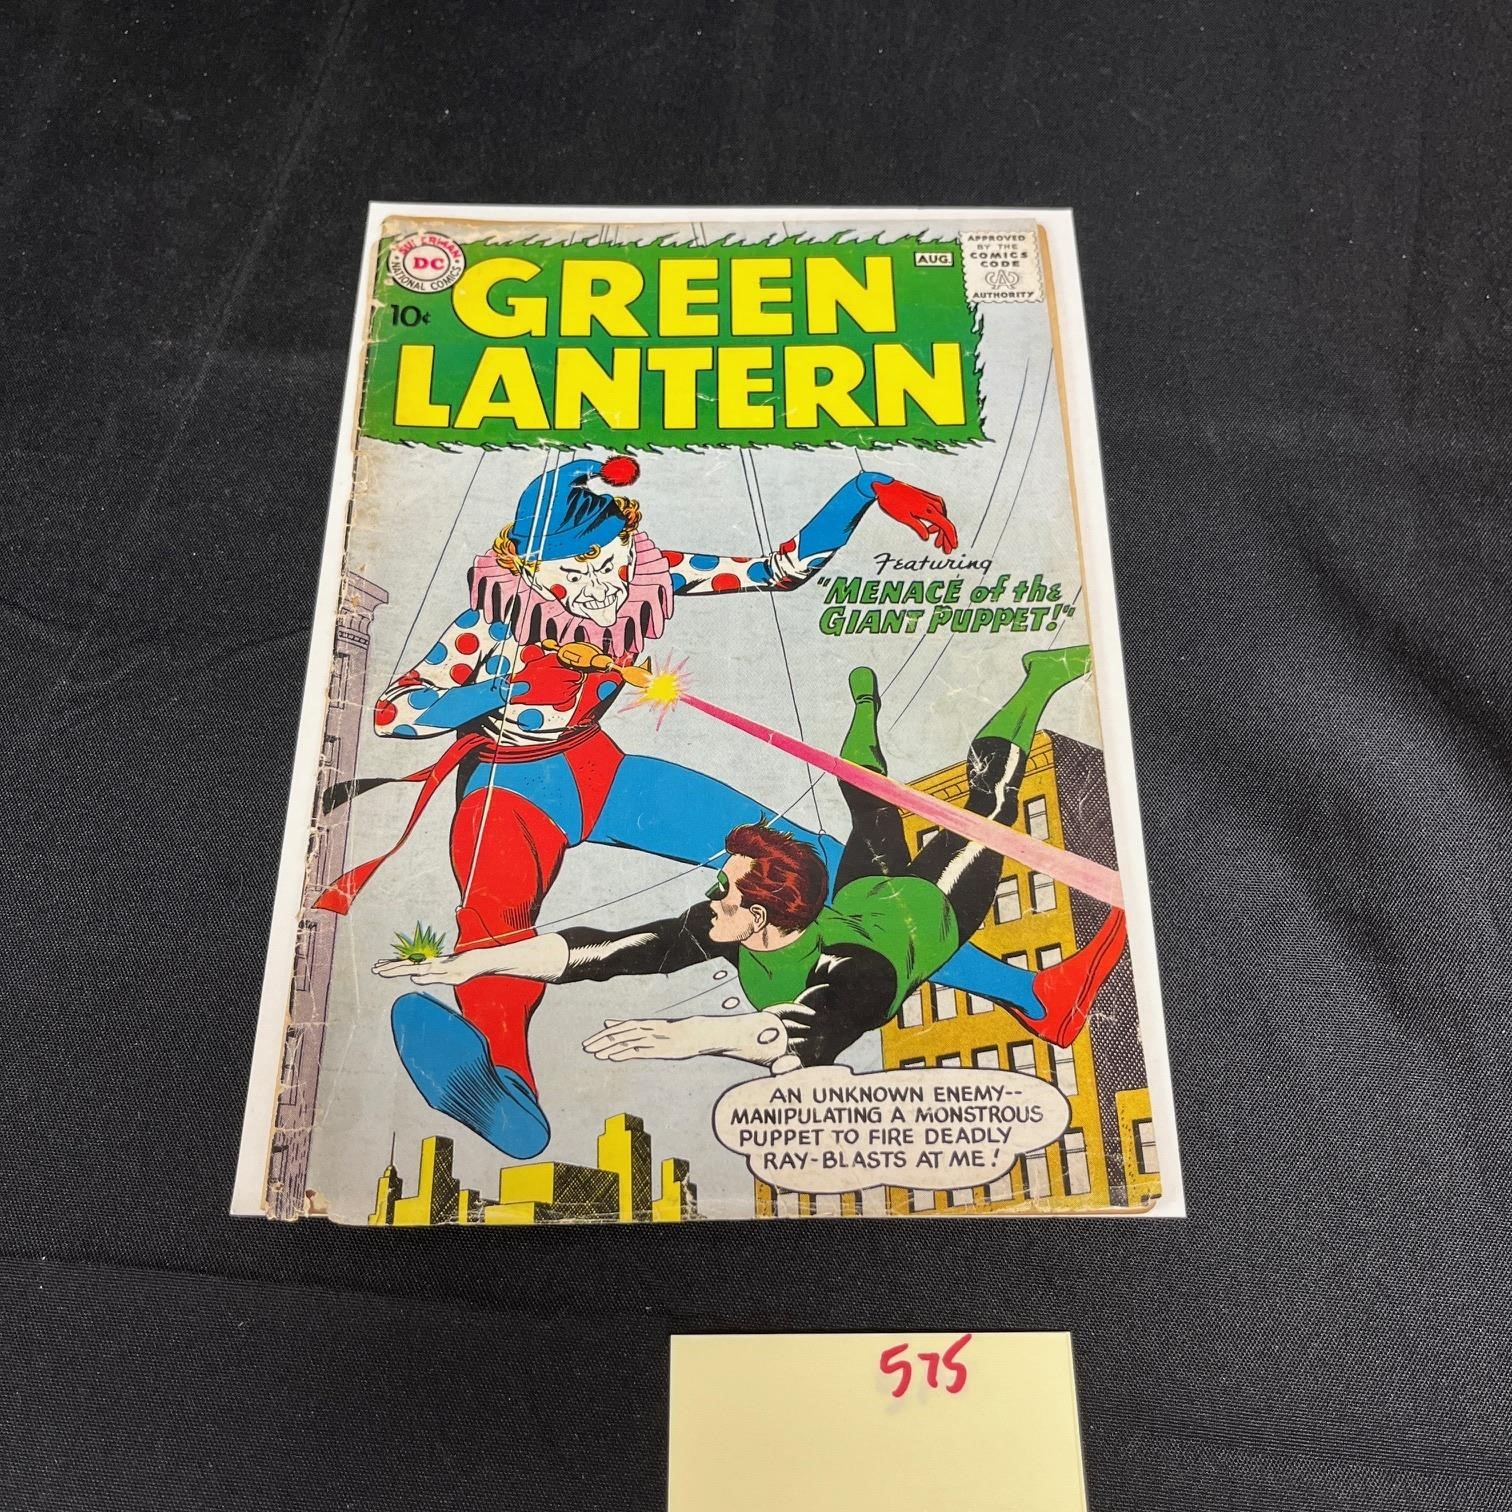 SUPERMAN
DC
NATIONAL COMICS
10¢
GREEN
LANTERN
AUG.
APPROVED
BY THE
COMICS
CODE
CA
AUTHORITY
Featuring
"MENACE of the
GIANT PUPPET!"
AN UNKNOWN ENEMY--
MANIPULATING A MONSTROUS
PUPPET TO FIRE DEADLY
RAY-BLASTS AT ME!
575